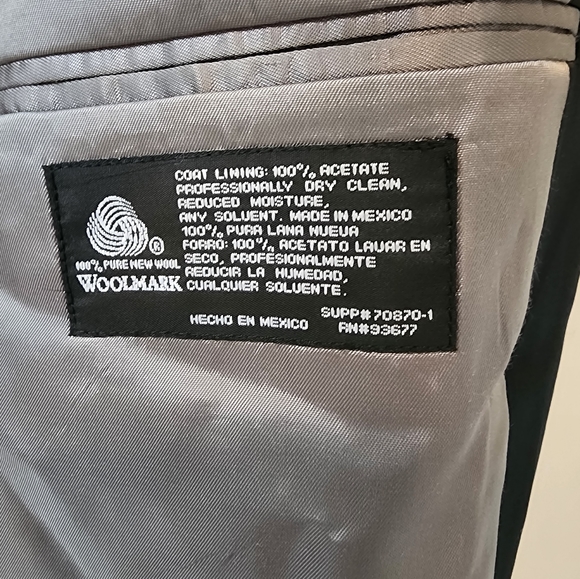 COAT LINING: 100% ACETATE
PROFESSIONALLY DRY CLEAN,
REDUCED MOISTURE,
ANY SOLVENT. MADE IN MEXICO
100% PURA LANA NUEVA
FORRO: 100% ACETATO LAVAR EN
SECO, PROFESIONALMENTE
REDUCIR LA HUMEDAD,
CUALQUIER SOLVENTE.
®
100% PURE NEW WOOL
WOOLMARK
HECHO EN MEXICO
SUPP# 70870-1
RN#93677